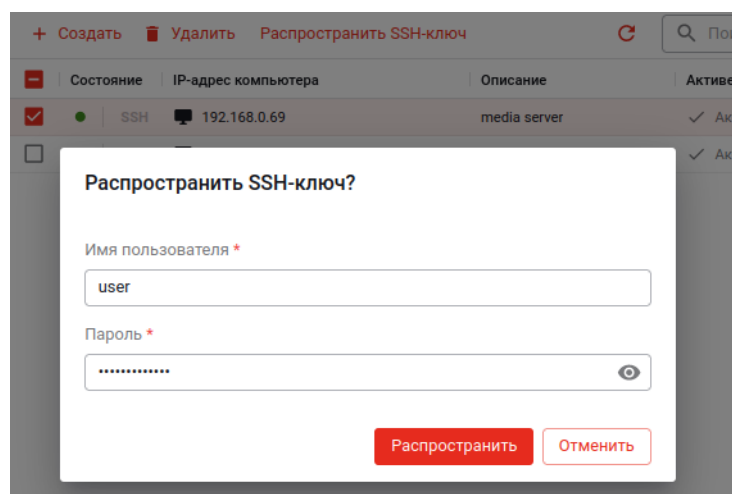 + Создать Удалить Распространить SSH-ключ
Состояние IP-адрес компьютера Описание
SSH 192.168.0.69 media server
Распространить SSH-ключ?
Имя пользователя *
user
Пароль *
•••••••••••••
Распространить Отменить